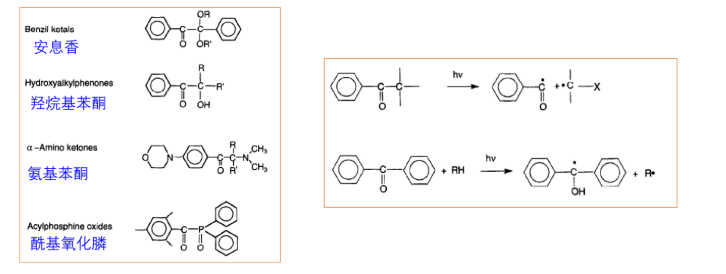 Benzil ketals
安息香
Hydroxyalkylphenones
羟烷基苯酮
α-Amino ketones
氨基苯酮
Acylphosphine oxides
酰基氧化膦
OR
C C
O OR'
R
C C R'
O OH
O N C C N CH₃
O R R' CH₃
C P
O O
hν
C C C + C X
O O
hν
C + RH C + R•
O OH